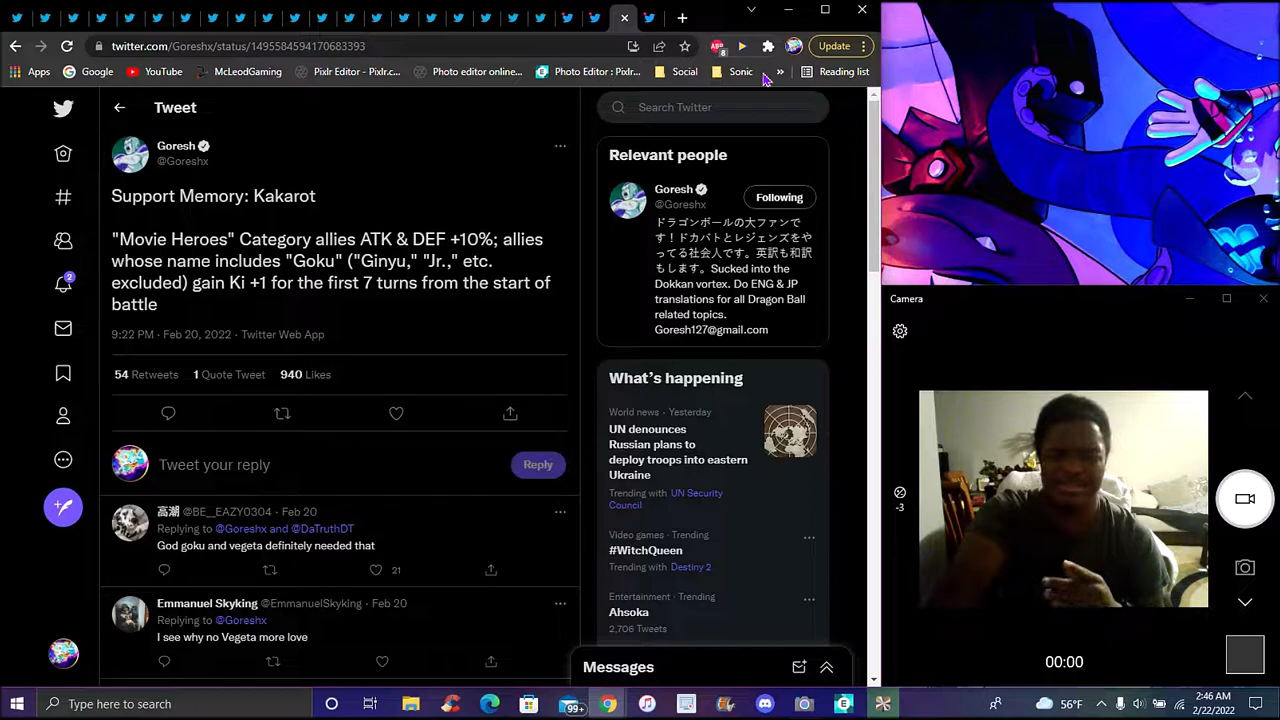 twitter.com/Goreshx/status/1495584594170683393
Update
Apps
Google
YouTube
McLeodGaming
Pixlr Editor - Pixlr.c...
Photo editor online...
Photo Editor : Pixlr...
Social
Sonic
Reading list
Tweet
Goresh
@Goreshx
Support Memory: Kakarot
"Movie Heroes" Category allies ATK & DEF +10%; allies
whose name includes "Goku" ("Ginyu," "Jr.," etc.
excluded) gain Ki +1 for the first 7 turns from the start of
battle
9:22 PM · Feb 20, 2022 · Twitter Web App
54 Retweets 1 Quote Tweet 940 Likes
Tweet your reply
Reply
高潮 @BE__EAZY0304 · Feb 20
Replying to @Goreshx and @DaTruthDT
God goku and vegeta definitely needed that
21
Emmanuel Skyking @EmmanuelSkyking · Feb 20
Replying to @Goreshx
I see why no Vegeta more love
2
Search Twitter
Relevant people
Goresh
@Goreshx
Following
ドラゴンボールの大ファンで
す！ドカバトとレジェンズをや
ってる社会人です。英訳も和訳
もします。Sucked into the
Dokkan vortex. Do ENG & JP
translations for all Dragon Ball
related topics.
Goresh127@gmail.com
What's happening
World news · Yesterday
UN denounces
Russian plans to
deploy troops into eastern
Ukraine
Trending with UN Security
Council
Video games · Trending
#WitchQueen
Trending with Destiny 2
Entertainment · Trending
Ahsoka
2,706 Tweets
Messages
Camera
-3
00:00
Type here to search
99+
56°F
2:46 AM
2/22/2022